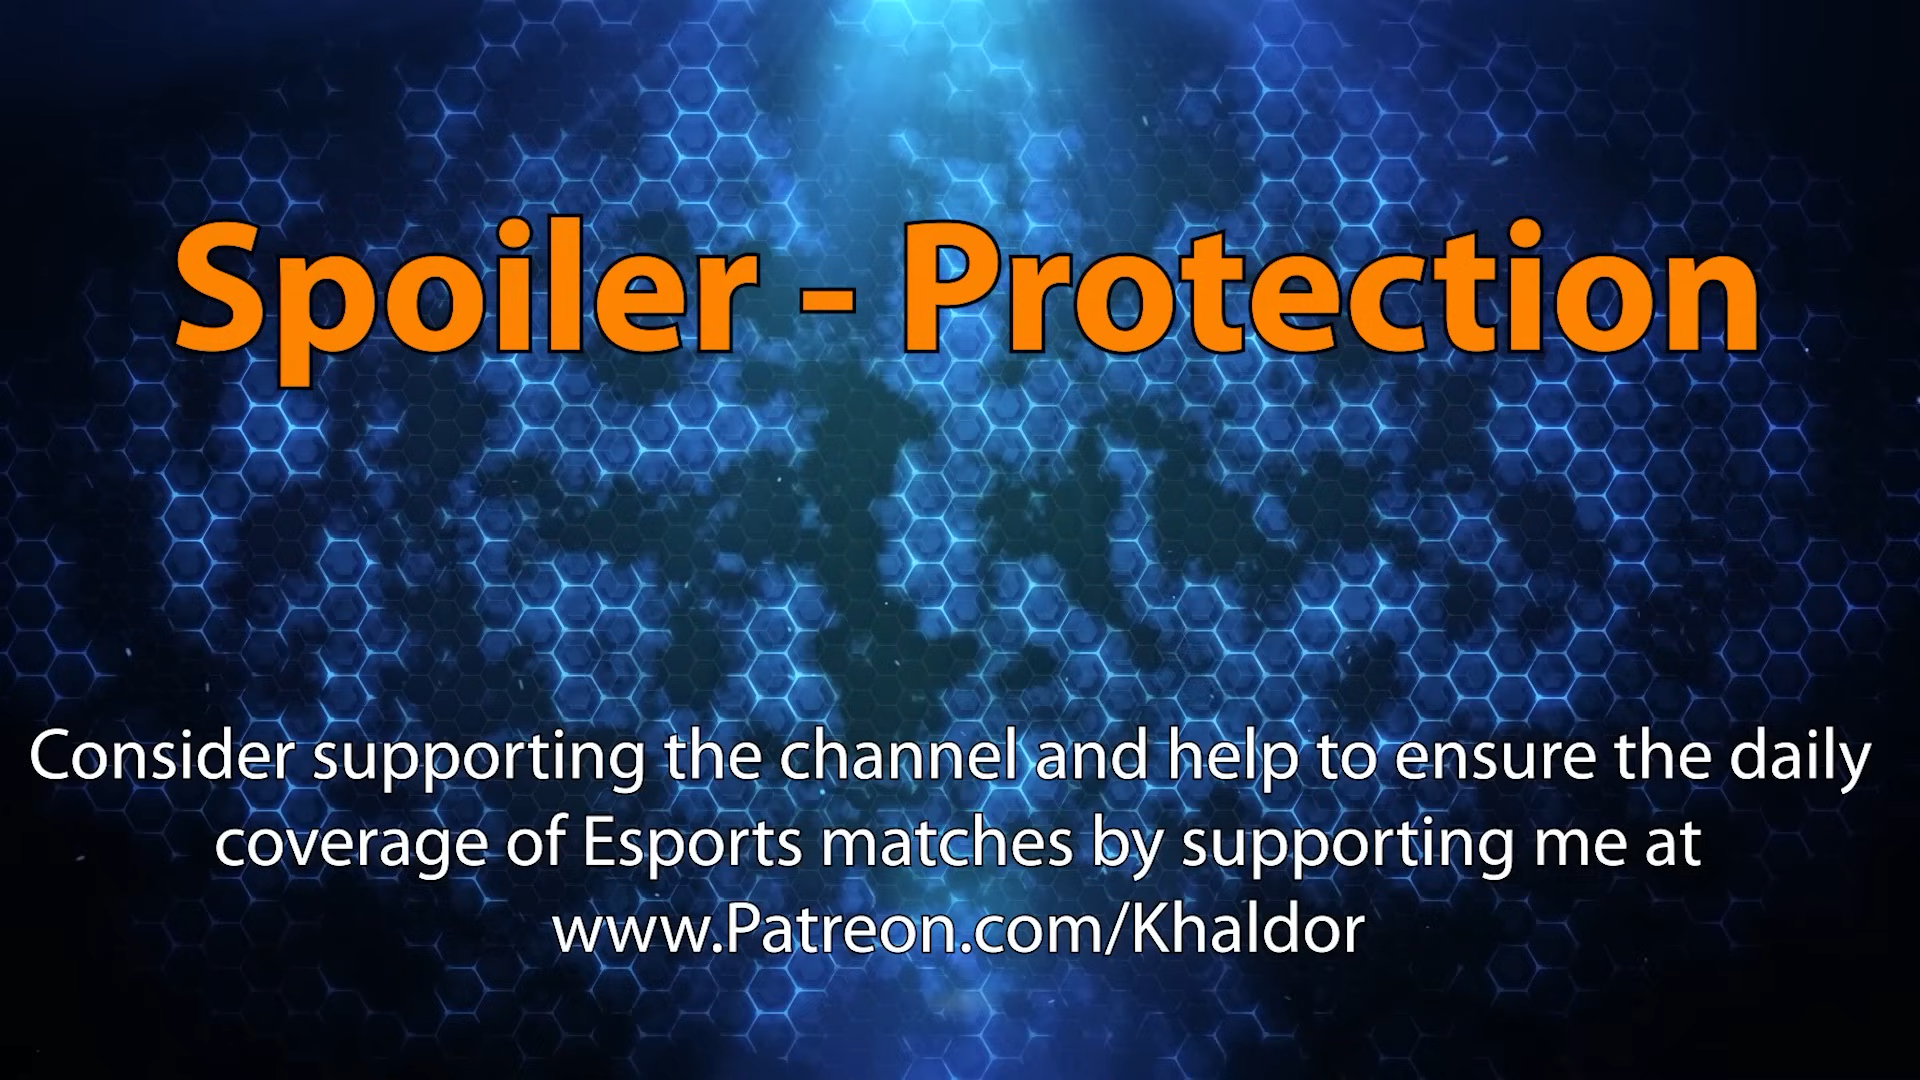 Spoiler - Protection
Consider supporting the channel and help to ensure the daily
coverage of Esports matches by supporting me at
www.Patreon.com/Khaldor